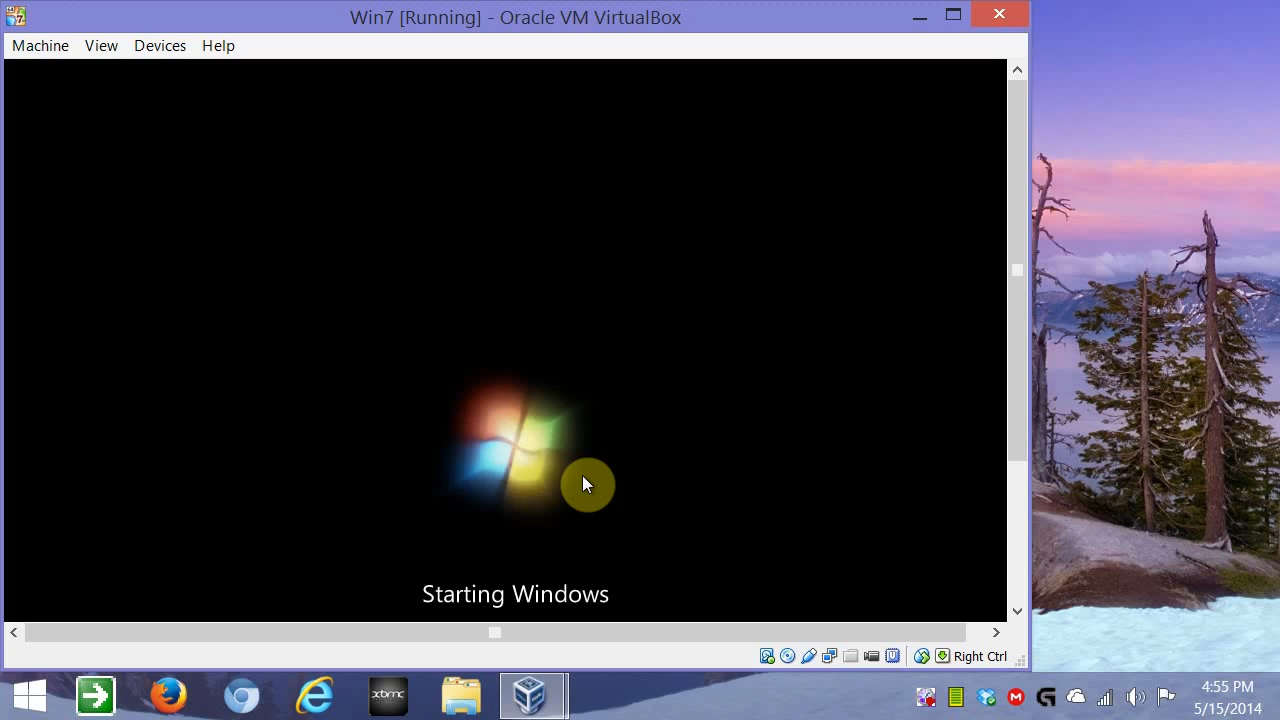 Win7 [Running] - Oracle VM VirtualBox
Machine View Devices Help
Starting Windows
Right Ctrl
xbmc
4:55 PM
5/15/2014